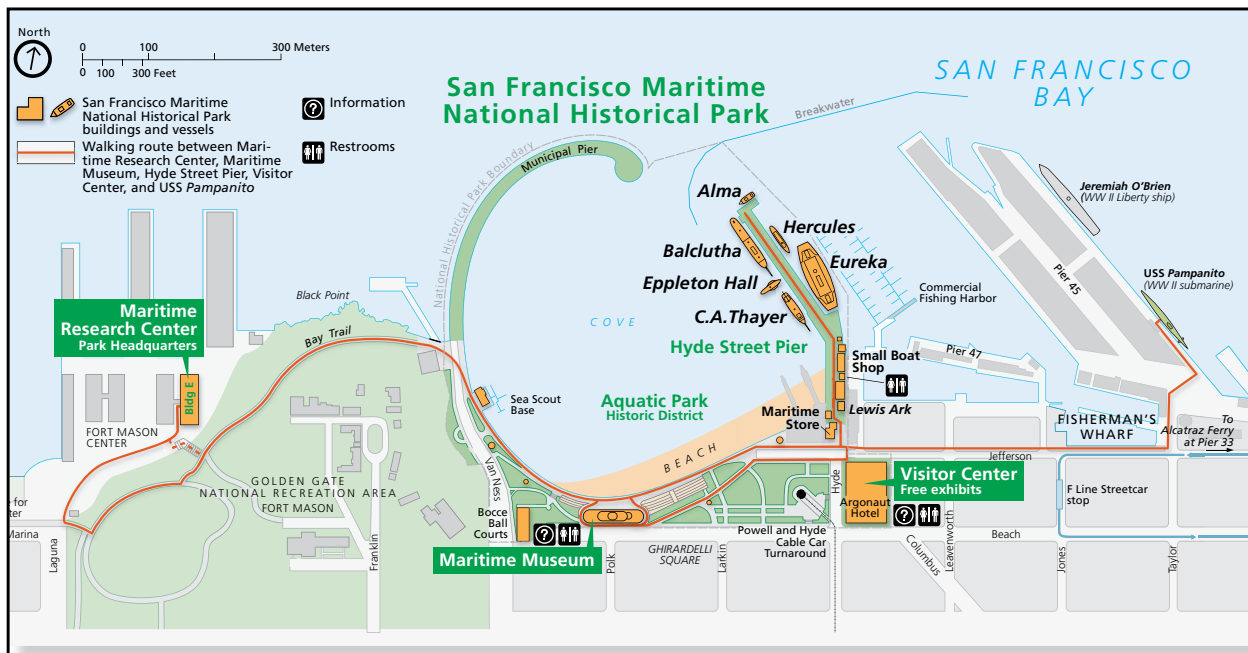 North
0 100 300 Meters
0 100 300 Feet
San Francisco Maritime
National Historical Park
buildings and vessels
Walking route between Mari-
time Research Center, Maritime
Museum, Hyde Street Pier, Visitor
Center, and USS Pampanito
Information
Restrooms
San Francisco Maritime
National Historical Park
SAN FRANCISCO
BAY
Breakwater
Municipal Pier
National Historical Park Boundary
Alma
Hercules
Balclutha
Eureka
Eppleton Hall
C.A.Thayer
Hyde Street Pier
Jeremiah O'Brien
(WW II Liberty ship)
Pier 45
USS Pampanito
(WW II submarine)
Commercial
Fishing Harbor
Pier 47
Black Point
Bay Trail
COVE
Maritime
Research Center
Park Headquarters
Bldg E
FORT MASON
CENTER
Sea Scout
Base
Aquatic Park
Historic District
Small Boat
Shop
Lewis Ark
Maritime
Store
BEACH
FISHERMAN'S
WHARF
To
Alcatraz Ferry
at Pier 33
Jefferson
GOLDEN GATE
NATIONAL RECREATION AREA
FORT MASON
Van Ness
Hyde
Visitor Center
Free exhibits
Argonaut
Hotel
F Line Streetcar
stop
Bocce
Ball
Courts
Maritime Museum
Powell and Hyde
Cable Car
Turnaround
Beach
GHIRARDELLI
SQUARE
for
Marina
Laguna
Franklin
Polk
Larkin
Columbus
Leavenworth
Jones
Taylor